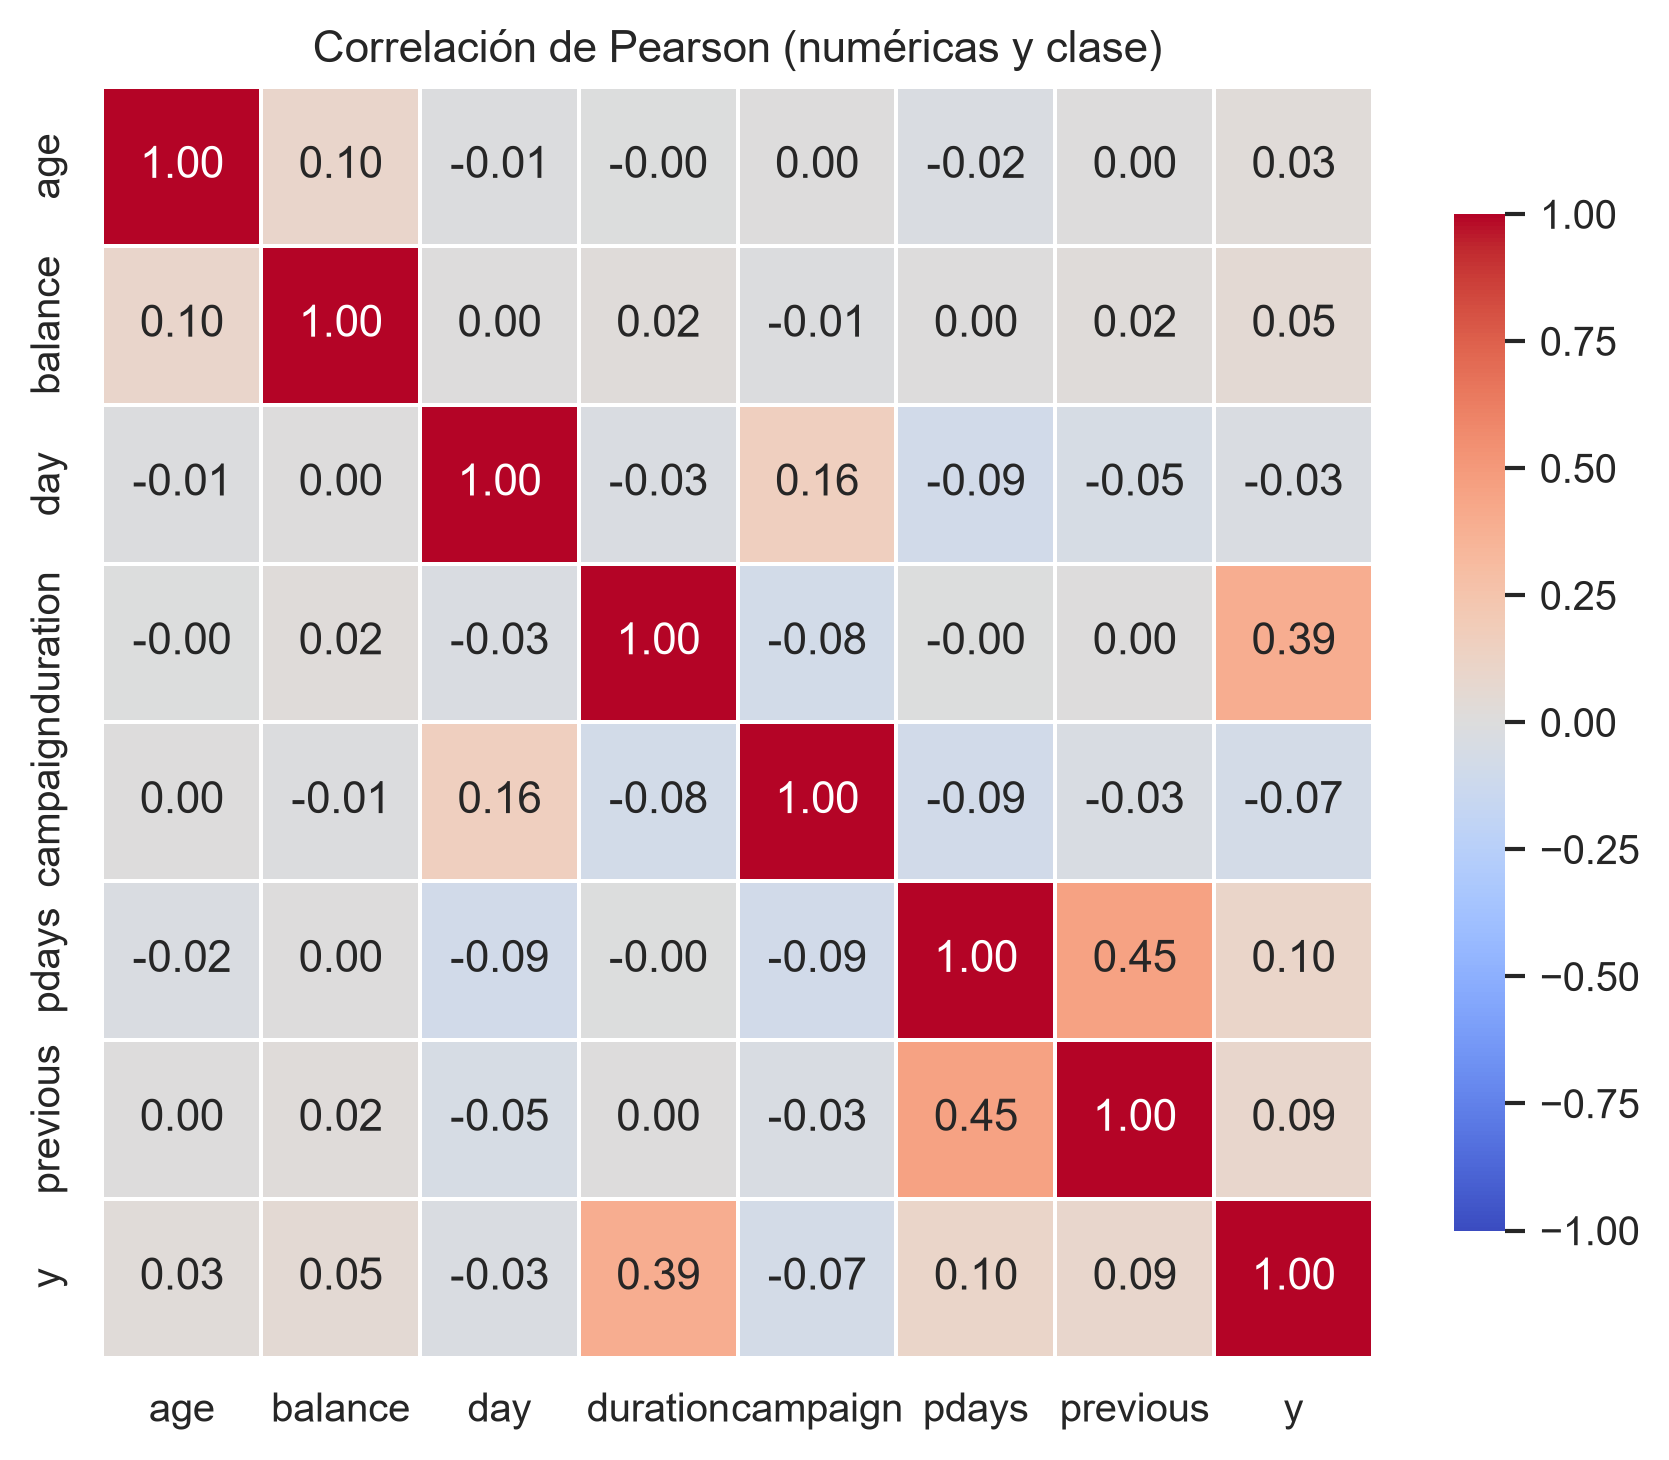 Correlación de Pearson (numéricas y clase)
age 1.00 0.10 -0.01 -0.00 0.00 -0.02 0.00 0.03
balance 0.10 1.00 0.00 0.02 -0.01 0.00 0.02 0.05
day -0.01 0.00 1.00 -0.03 0.16 -0.09 -0.05 -0.03
duration -0.00 0.02 -0.03 1.00 -0.08 -0.00 0.00 0.39
campaign 0.00 -0.01 0.16 -0.08 1.00 -0.09 -0.03 -0.07
pdays -0.02 0.00 -0.09 -0.00 -0.09 1.00 0.45 0.10
previous 0.00 0.02 -0.05 0.00 -0.03 0.45 1.00 0.09
y 0.03 0.05 -0.03 0.39 -0.07 0.10 0.09 1.00
age balance day duration campaign pdays previous y
1.00
0.75
0.50
0.25
0.00
−0.25
−0.50
−0.75
−1.00